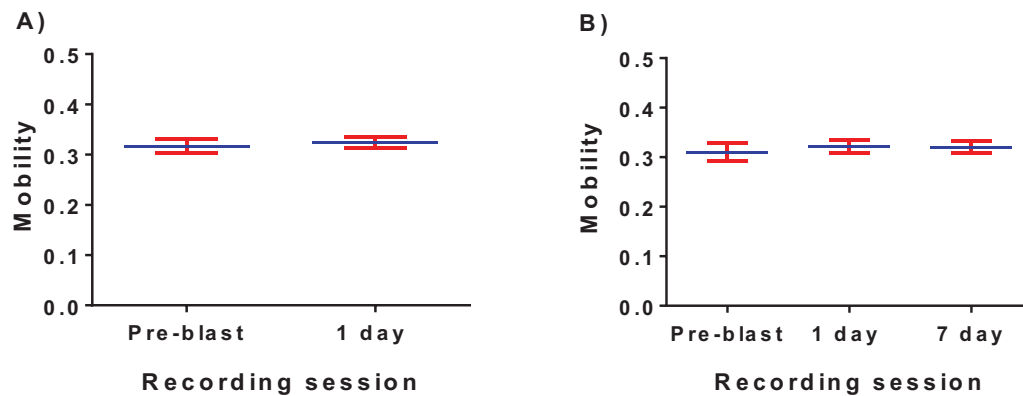 A)
Mobility
0.5
0.4
0.3
0.2
0.1
0.0
Pre-blast 1 day
Recording session
B)
Mobility
0.5
0.4
0.3
0.2
0.1
0.0
Pre-blast 1 day 7 day
Recording session